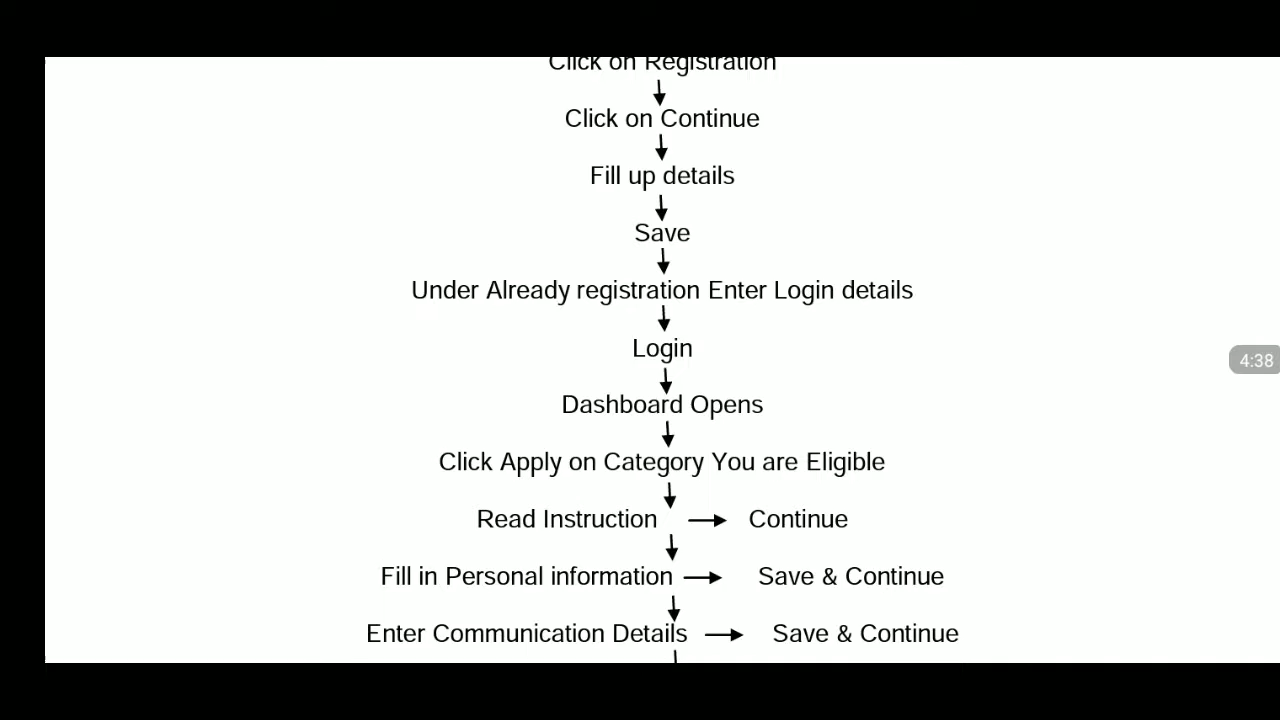 Click on Registration
Click on Continue
Fill up details
Save
Under Already registration Enter Login details
Login
4:38
Dashboard Opens
Click Apply on Category You are Eligible
Read Instruction → Continue
Fill in Personal information → Save & Continue
Enter Communication Details → Save & Continue